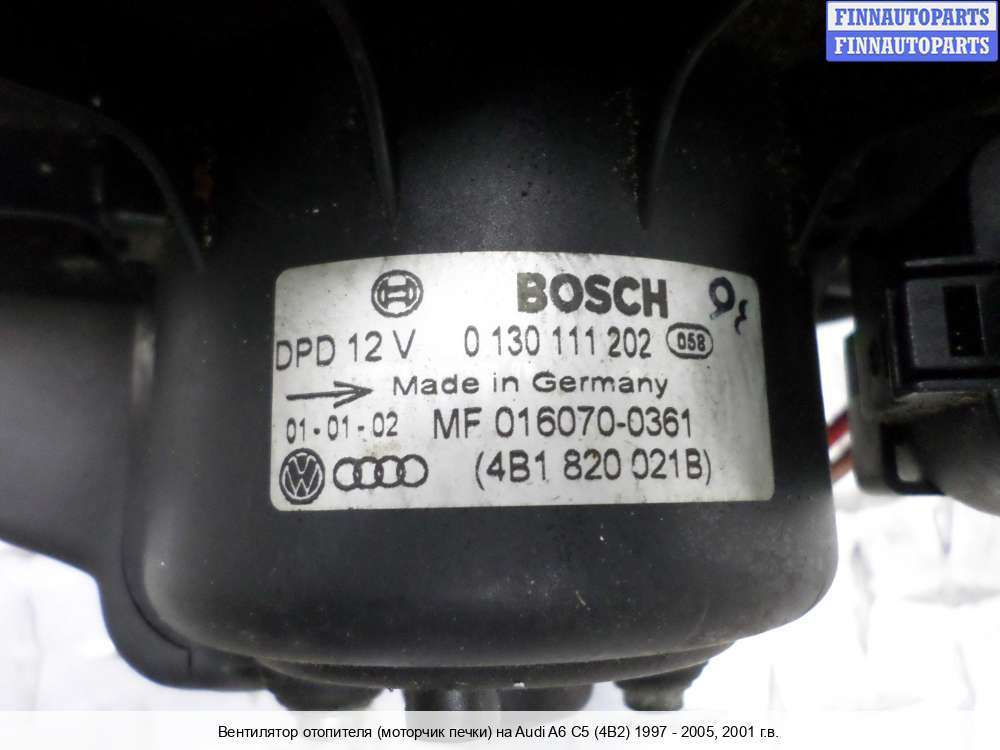 FINNAUTOPARTS
FINNAUTOPARTS
BOSCH
DPD 12 V 0 130 111 202 058
Made in Germany
01-01-02 MF 016070-0361
VW (4B1 820 021B)
Вентилятор отопителя (моторчик печки) на Audi A6 C5 (4B2) 1997 - 2005, 2001 г.в.